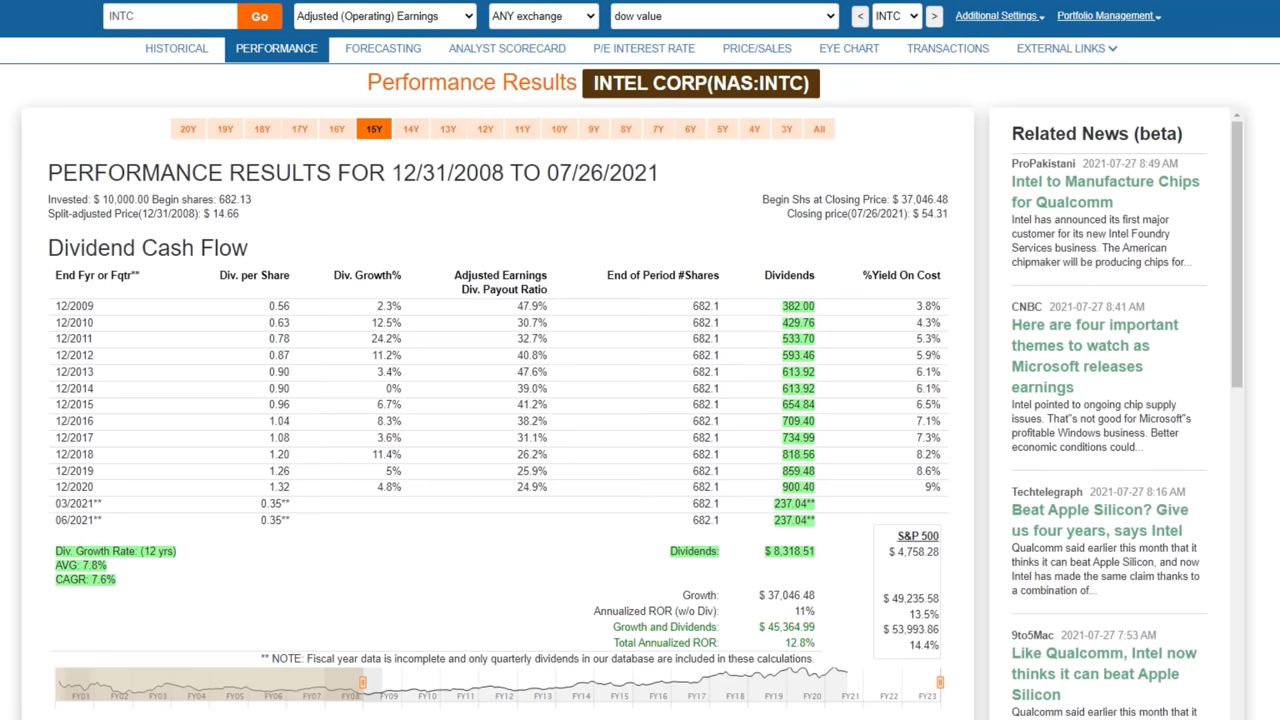 INTC Go Adjusted (Operating) Earnings ANY exchange dow value < INTC > Additional Settings Portfolio Management
HISTORICAL PERFORMANCE FORECASTING ANALYST SCORECARD P/E INTEREST RATE PRICE/SALES EYE CHART TRANSACTIONS EXTERNAL LINKS
Performance Results INTEL CORP(NAS:INTC)
20Y 19Y 18Y 17Y 16Y 15Y 14Y 13Y 12Y 11Y 10Y 9Y 8Y 7Y 6Y 5Y 4Y 3Y All
PERFORMANCE RESULTS FOR 12/31/2008 TO 07/26/2021
Invested: $ 10,000.00 Begin shares: 682.13 Begin Shs at Closing Price: $ 37,046.48
Split-adjusted Price(12/31/2008): $ 14.66 Closing price(07/26/2021): $ 54.31
Dividend Cash Flow
End Fyr or Fqtr** Div. per Share Div. Growth% Adjusted Earnings End of Period #Shares Dividends %Yield On Cost
Div. Payout Ratio
12/2009 0.56 2.3% 47.9% 682.1 382.00 3.8%
12/2010 0.63 12.5% 30.7% 682.1 429.76 4.3%
12/2011 0.78 24.2% 32.7% 682.1 533.70 5.3%
12/2012 0.87 11.2% 40.8% 682.1 593.46 5.9%
12/2013 0.90 3.4% 47.6% 682.1 613.92 6.1%
12/2014 0.90 0% 39.0% 682.1 613.92 6.1%
12/2015 0.96 6.7% 41.2% 682.1 654.84 6.5%
12/2016 1.04 8.3% 38.2% 682.1 709.40 7.1%
12/2017 1.08 3.6% 31.1% 682.1 734.99 7.3%
12/2018 1.20 11.4% 26.2% 682.1 818.56 8.2%
12/2019 1.26 5% 25.9% 682.1 859.48 8.6%
12/2020 1.32 4.8% 24.9% 682.1 900.40 9%
03/2021** 0.35** 682.1 237.04**
06/2021** 0.35** 682.1 237.04**
S&P 500
Div. Growth Rate: (12 yrs) Dividends: $ 8,318.51 $ 4,758.28
AVG: 7.8%
CAGR: 7.6%
Growth: $ 37,046.48 $ 49,235.58
Annualized ROR (w/o Div) 11% 13.5%
Growth and Dividends: $ 45,364.99 $ 53,993.86
Total Annualized ROR: 12.8% 14.4%
** NOTE: Fiscal year data is incomplete and only quarterly dividends in our database are included in these calculations.
FY03 FY02 FY04 FY05 FY06 FY07 FY08 FY09 FY10 FY11 FY12 FY13 FY14 FY15 FY16 FY17 FY18 FY19 FY20 FY21 FY22 FY23
Related News (beta)
ProPakistani 2021-07-27 8:49 AM
Intel to Manufacture Chips
for Qualcomm
Intel has announced its first major
customer for its new Intel Foundry
Services business. The American
chipmaker will be producing chips for...
CNBC 2021-07-27 8:41 AM
Here are four important
themes to watch as
Microsoft releases
earnings
Intel pointed to ongoing chip supply
issues. That"s not good for Microsoft"s
profitable Windows business. Better
economic conditions could...
Techtelegraph 2021-07-27 8:16 AM
Beat Apple Silicon? Give
us four years, says Intel
Qualcomm said earlier this month that it
thinks it can beat Apple Silicon, and now
Intel has made the same claim thanks to
a combination of...
9to5Mac 2021-07-27 7:53 AM
Like Qualcomm, Intel now
thinks it can beat Apple
Silicon
Qualcomm said earlier this month that it